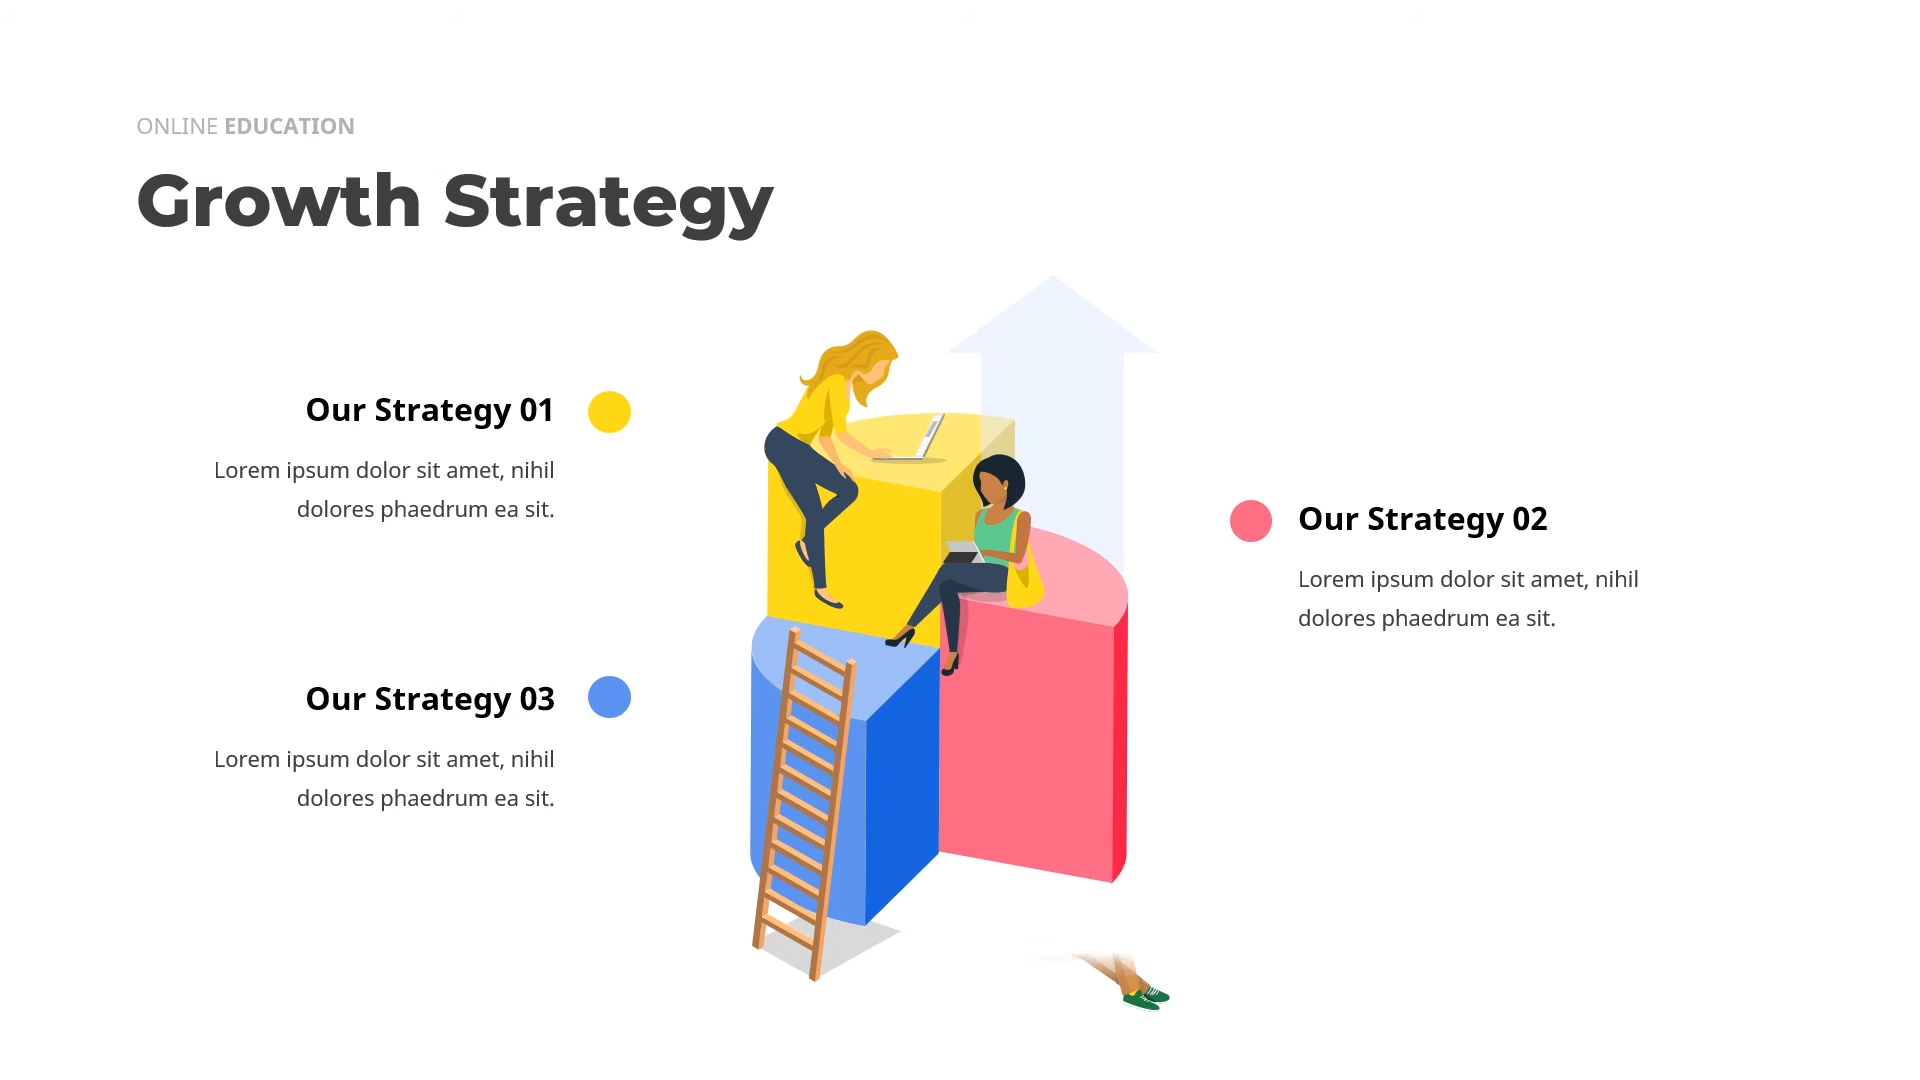 ONLINE EDUCATION
Growth Strategy
Our Strategy 01
Lorem ipsum dolor sit amet, nihil
dolores phaedrum ea sit.
Our Strategy 02
Lorem ipsum dolor sit amet, nihil
dolores phaedrum ea sit.
Our Strategy 03
Lorem ipsum dolor sit amet, nihil
dolores phaedrum ea sit.